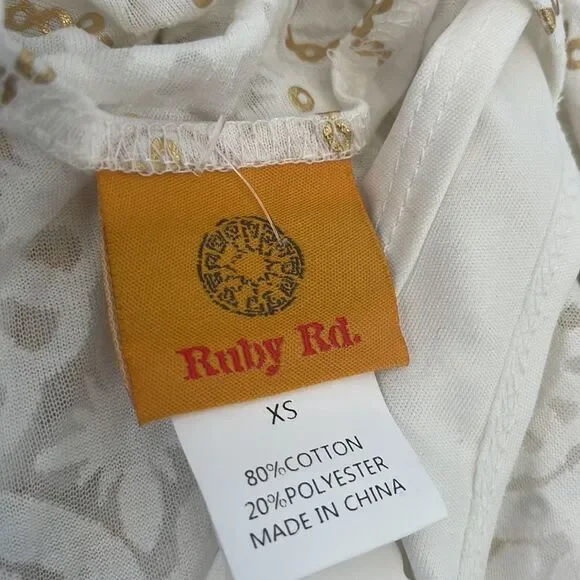 Ruby Rd.
XS
80%COTTON
20%POLYESTER
MADE IN CHINA